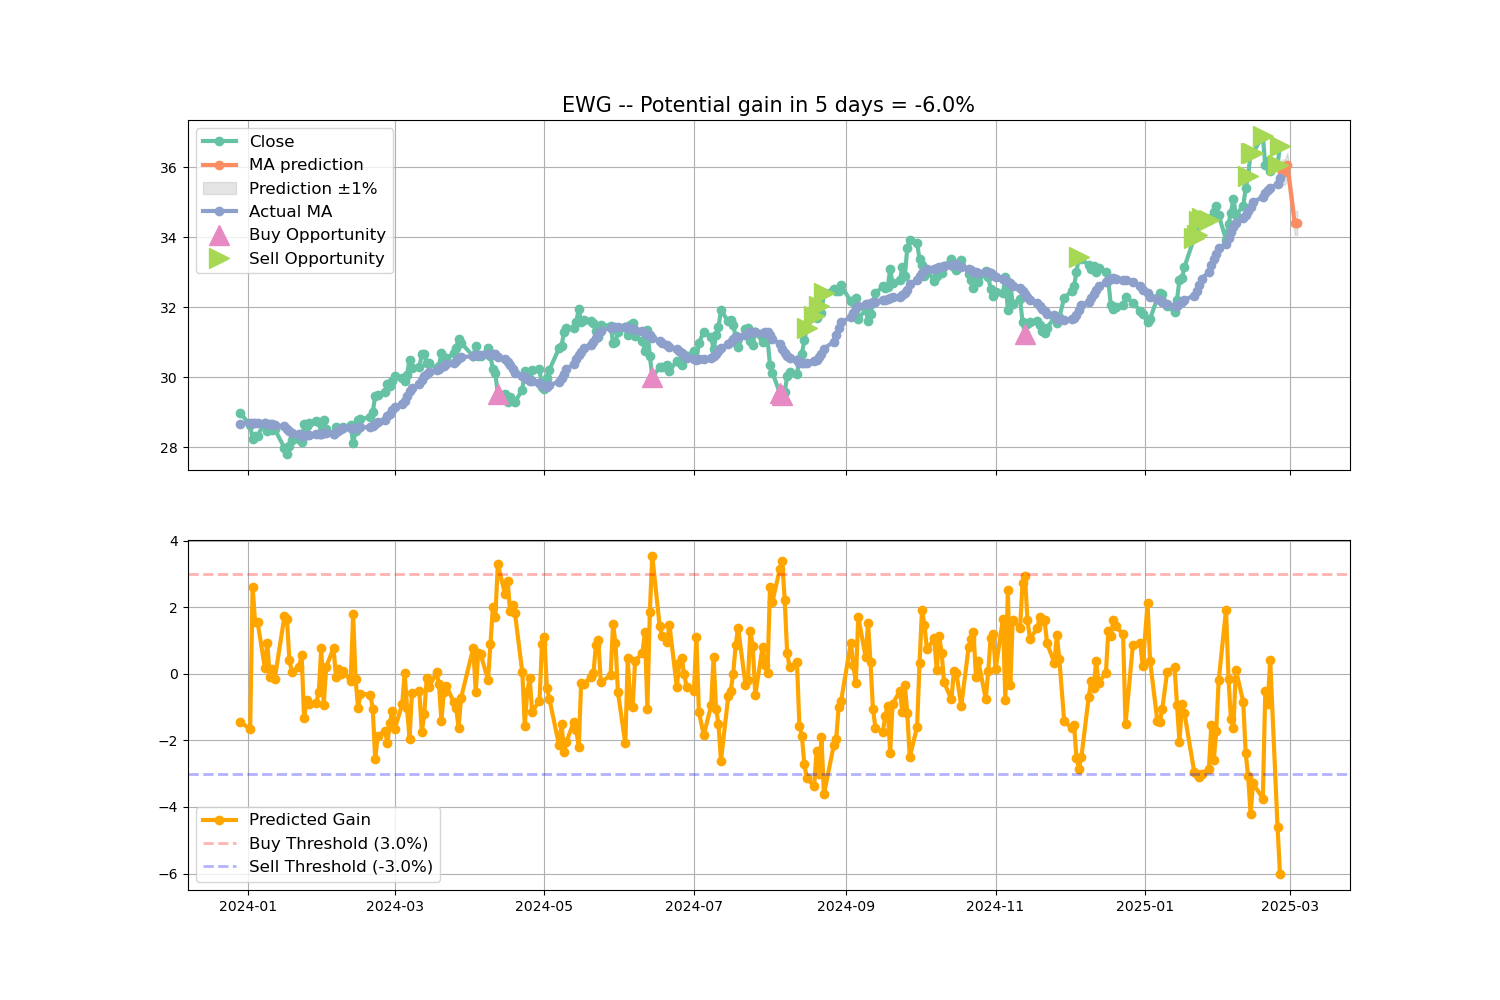 EWG -- Potential gain in 5 days = -6.0%
Close
MA prediction
Prediction ±1%
Actual MA
Buy Opportunity
Sell Opportunity
36
34
32
30
28
4
2
0
−2
−4
−6
Predicted Gain
Buy Threshold (3.0%)
Sell Threshold (-3.0%)
2024-01
2024-03
2024-05
2024-07
2024-09
2024-11
2025-01
2025-03